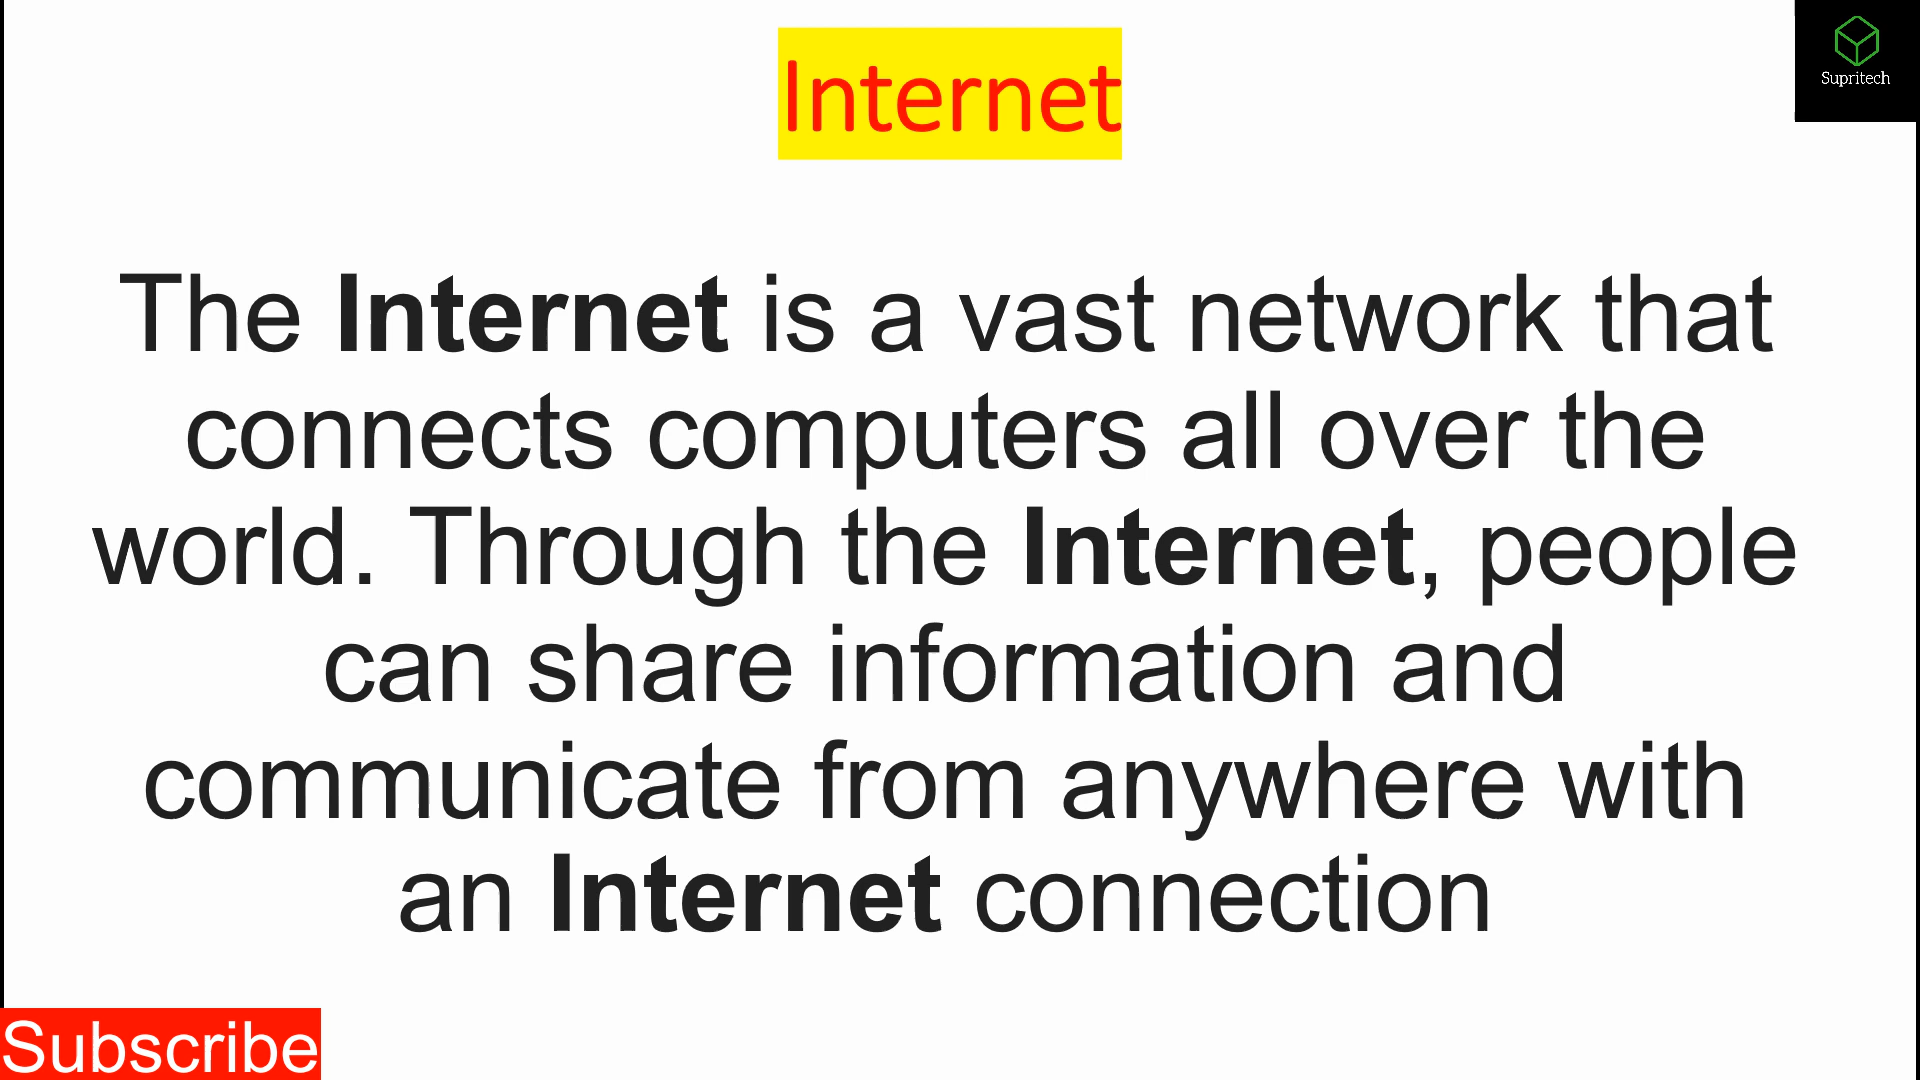 Internet
Supritech
The Internet is a vast network that
connects computers all over the
world. Through the Internet, people
can share information and
communicate from anywhere with
an Internet connection
Subscribe